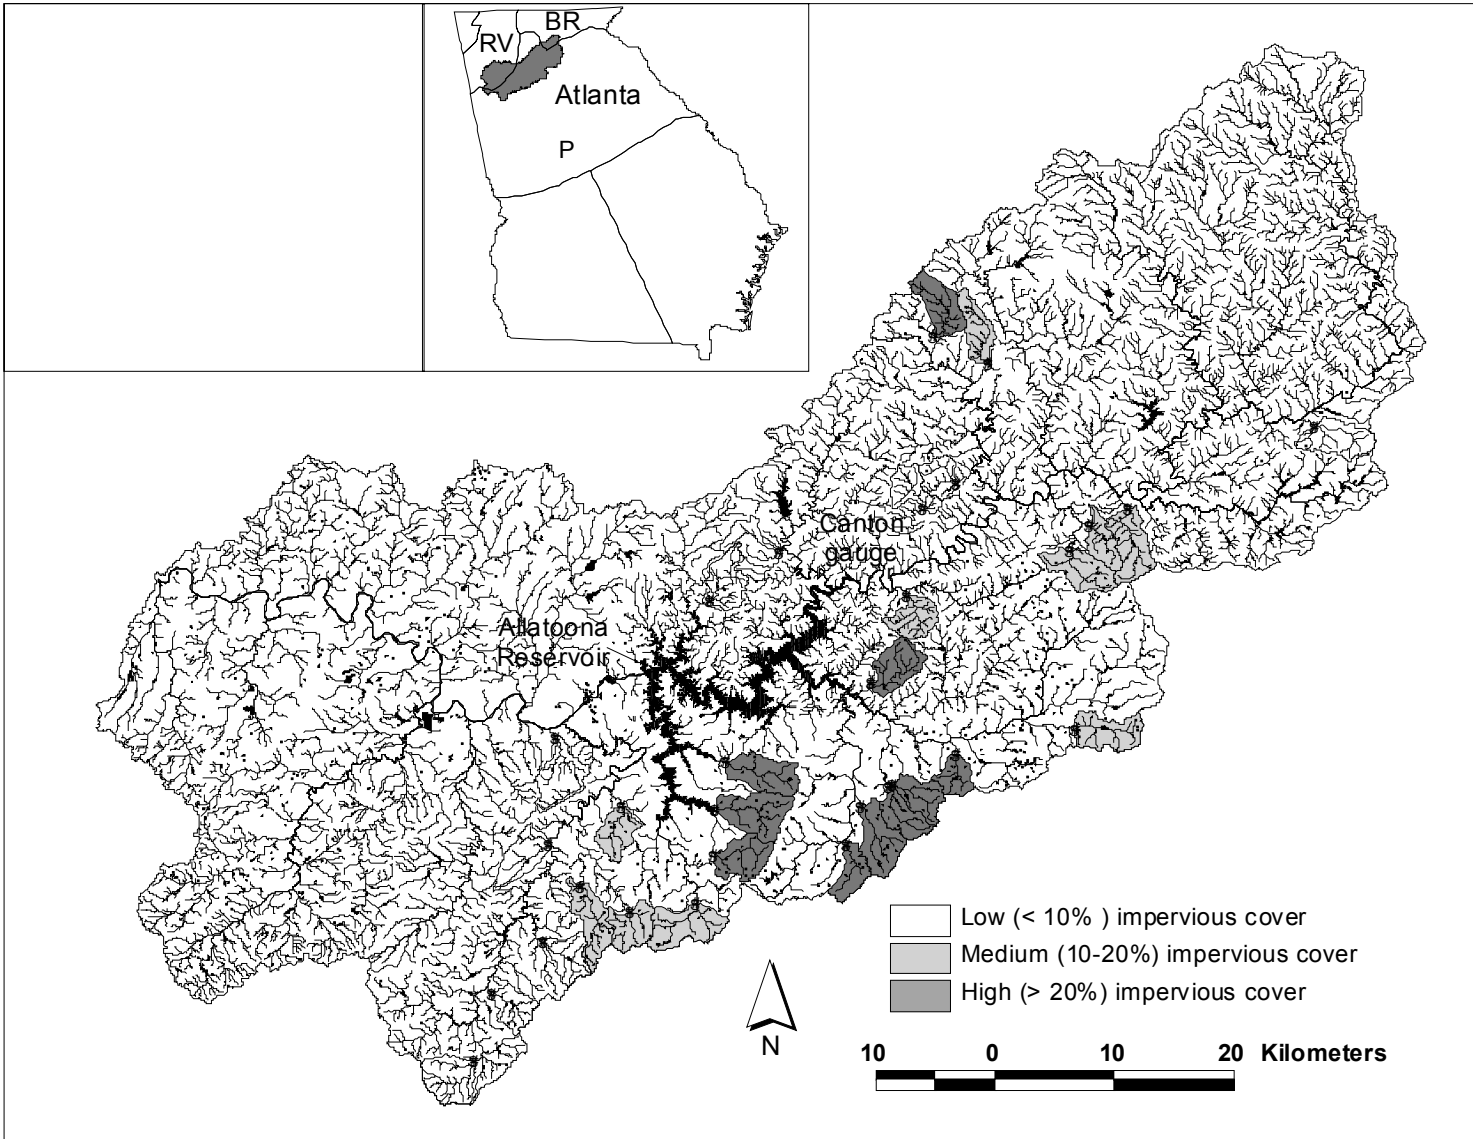 BR
RV
Atlanta
P
Canton
gauge
Allatoona
Reservoir
Low (< 10% ) impervious cover
Medium (10-20%) impervious cover
High (> 20%) impervious cover
N
10 0 10 20 Kilometers